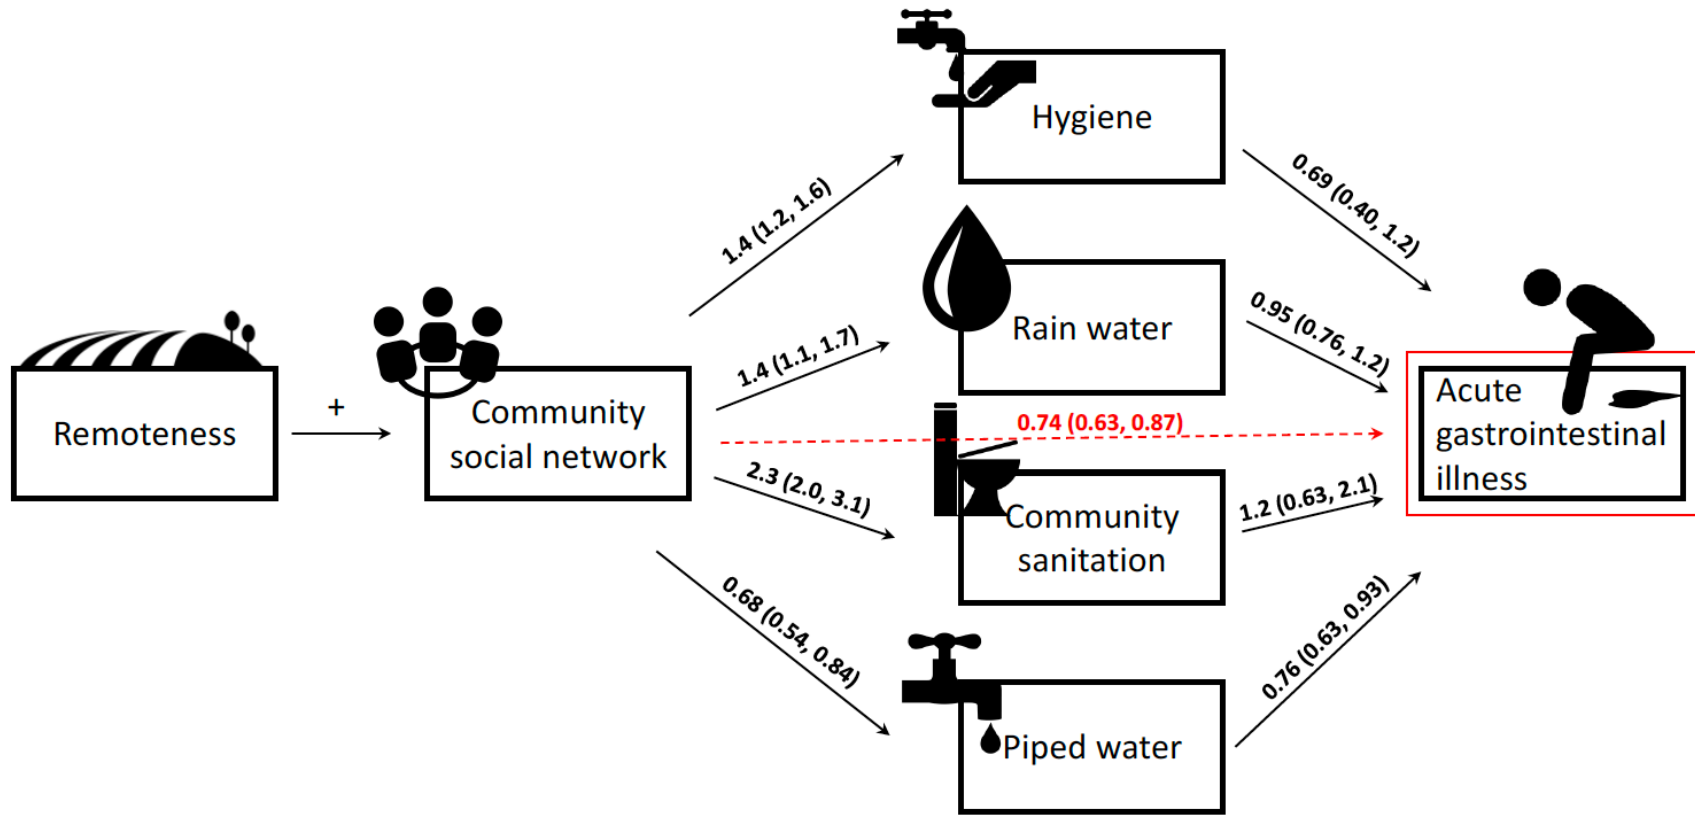 Remoteness
+
Community
social network
1.4 (1.2, 1.6)
1.4 (1.1, 1.7)
0.74 (0.63, 0.87)
2.3 (2.0, 3.1)
0.68 (0.54, 0.84)
Hygiene
Rain water
Community
sanitation
Piped water
0.69 (0.40, 1.2)
0.95 (0.76, 1.2)
1.2 (0.63, 2.1)
0.76 (0.63, 0.93)
Acute
gastrointestinal
illness